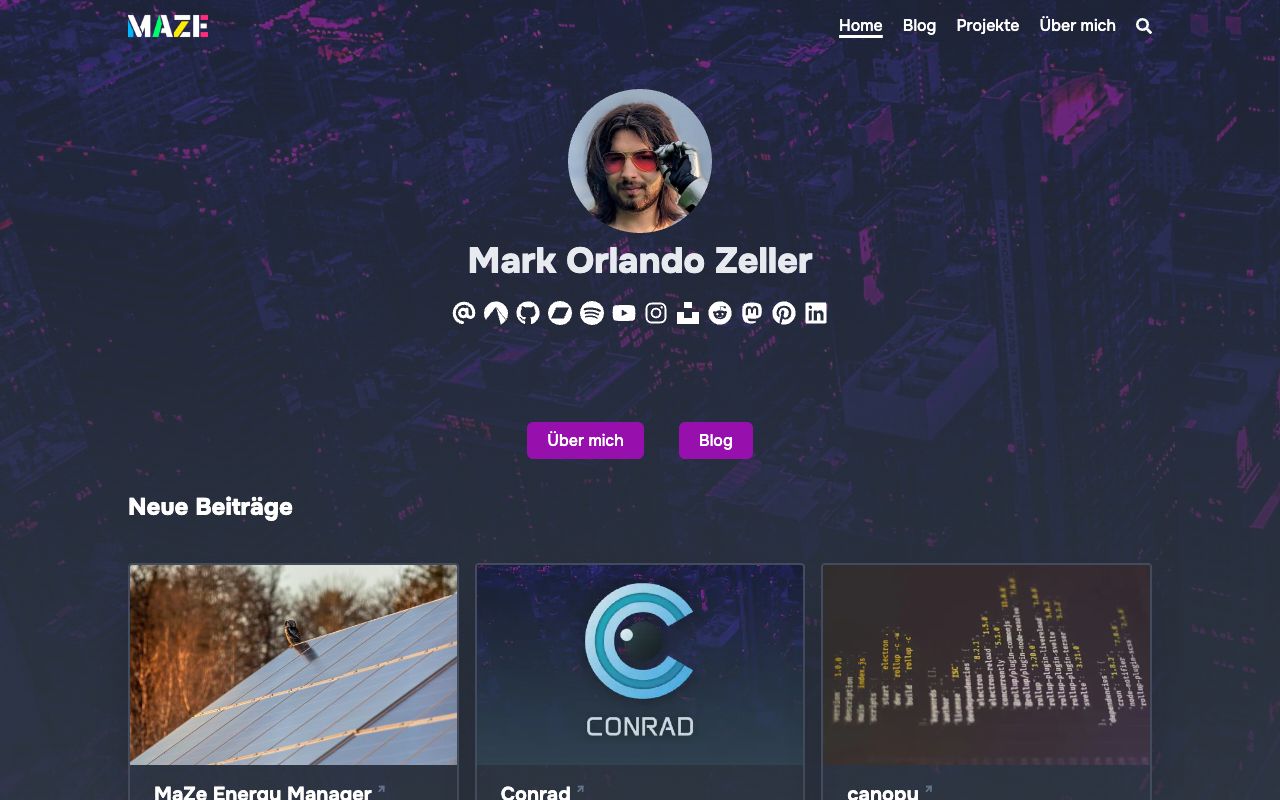 MAZE
Home Blog Projekte Über mich
Mark Orlando Zeller
Über mich Blog
Neue Beiträge
CONRAD
MaZe Energy Manager
Conrad
canopu